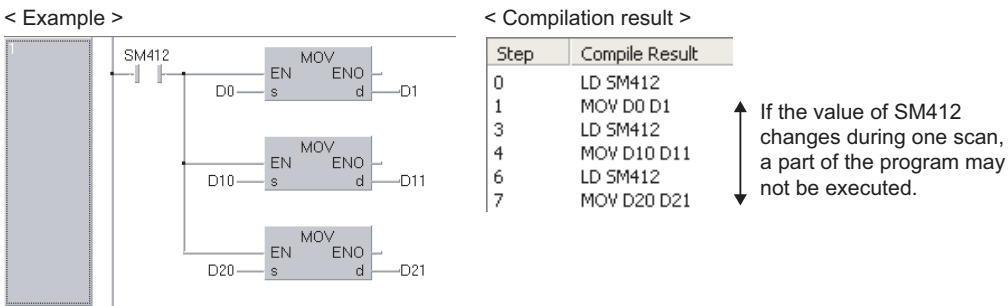 < Example >
< Compilation result >
1
SM412
MOV
EN ENO
D0 s d D1
MOV
EN ENO
D10 s d D11
MOV
EN ENO
D20 s d D21
Step Compile Result
0 LD SM412
1 MOV D0 D1
3 LD SM412
4 MOV D10 D11
6 LD SM412
7 MOV D20 D21
If the value of SM412
changes during one scan,
a part of the program may
not be executed.